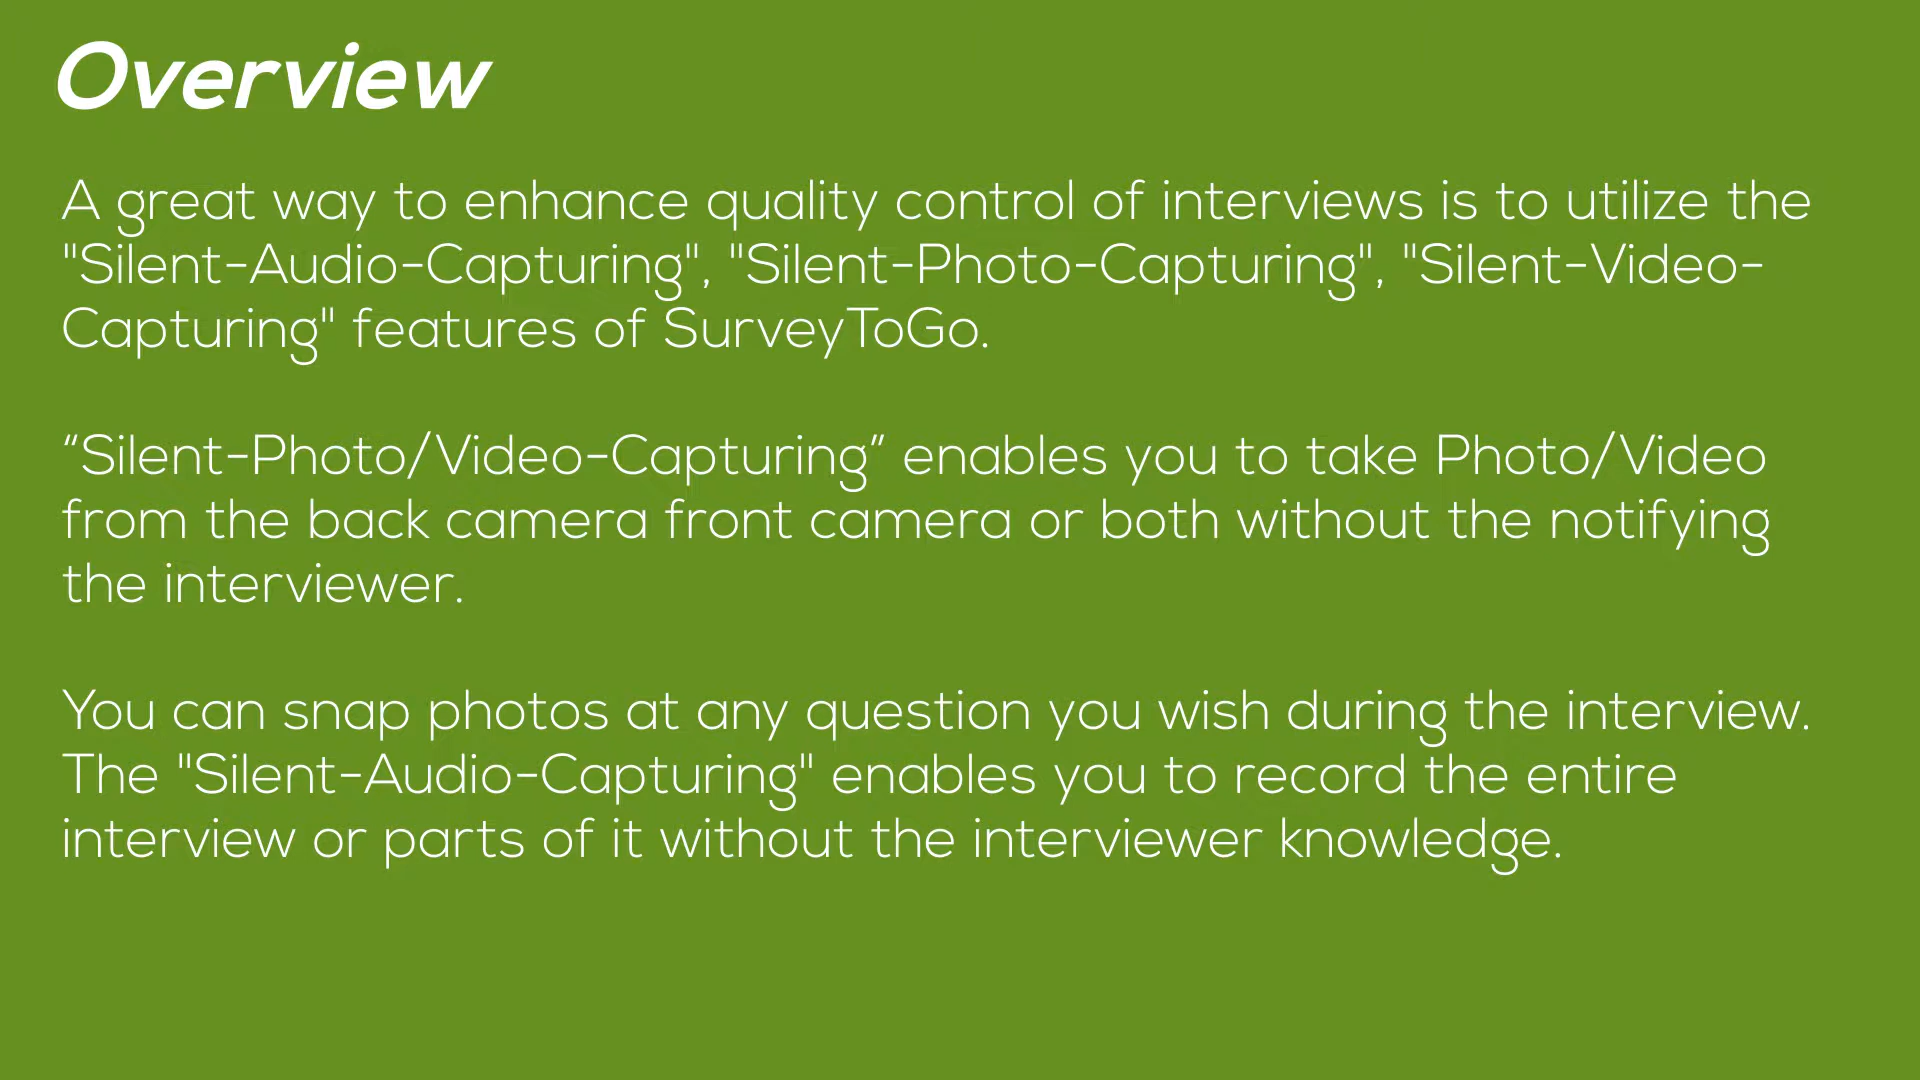 Overview
A great way to enhance quality control of interviews is to utilize the
"Silent-Audio-Capturing", "Silent-Photo-Capturing", "Silent-Video-
Capturing" features of SurveyToGo.
“Silent-Photo/Video-Capturing” enables you to take Photo/Video
from the back camera front camera or both without the notifying
the interviewer.
You can snap photos at any question you wish during the interview.
The "Silent-Audio-Capturing" enables you to record the entire
interview or parts of it without the interviewer knowledge.